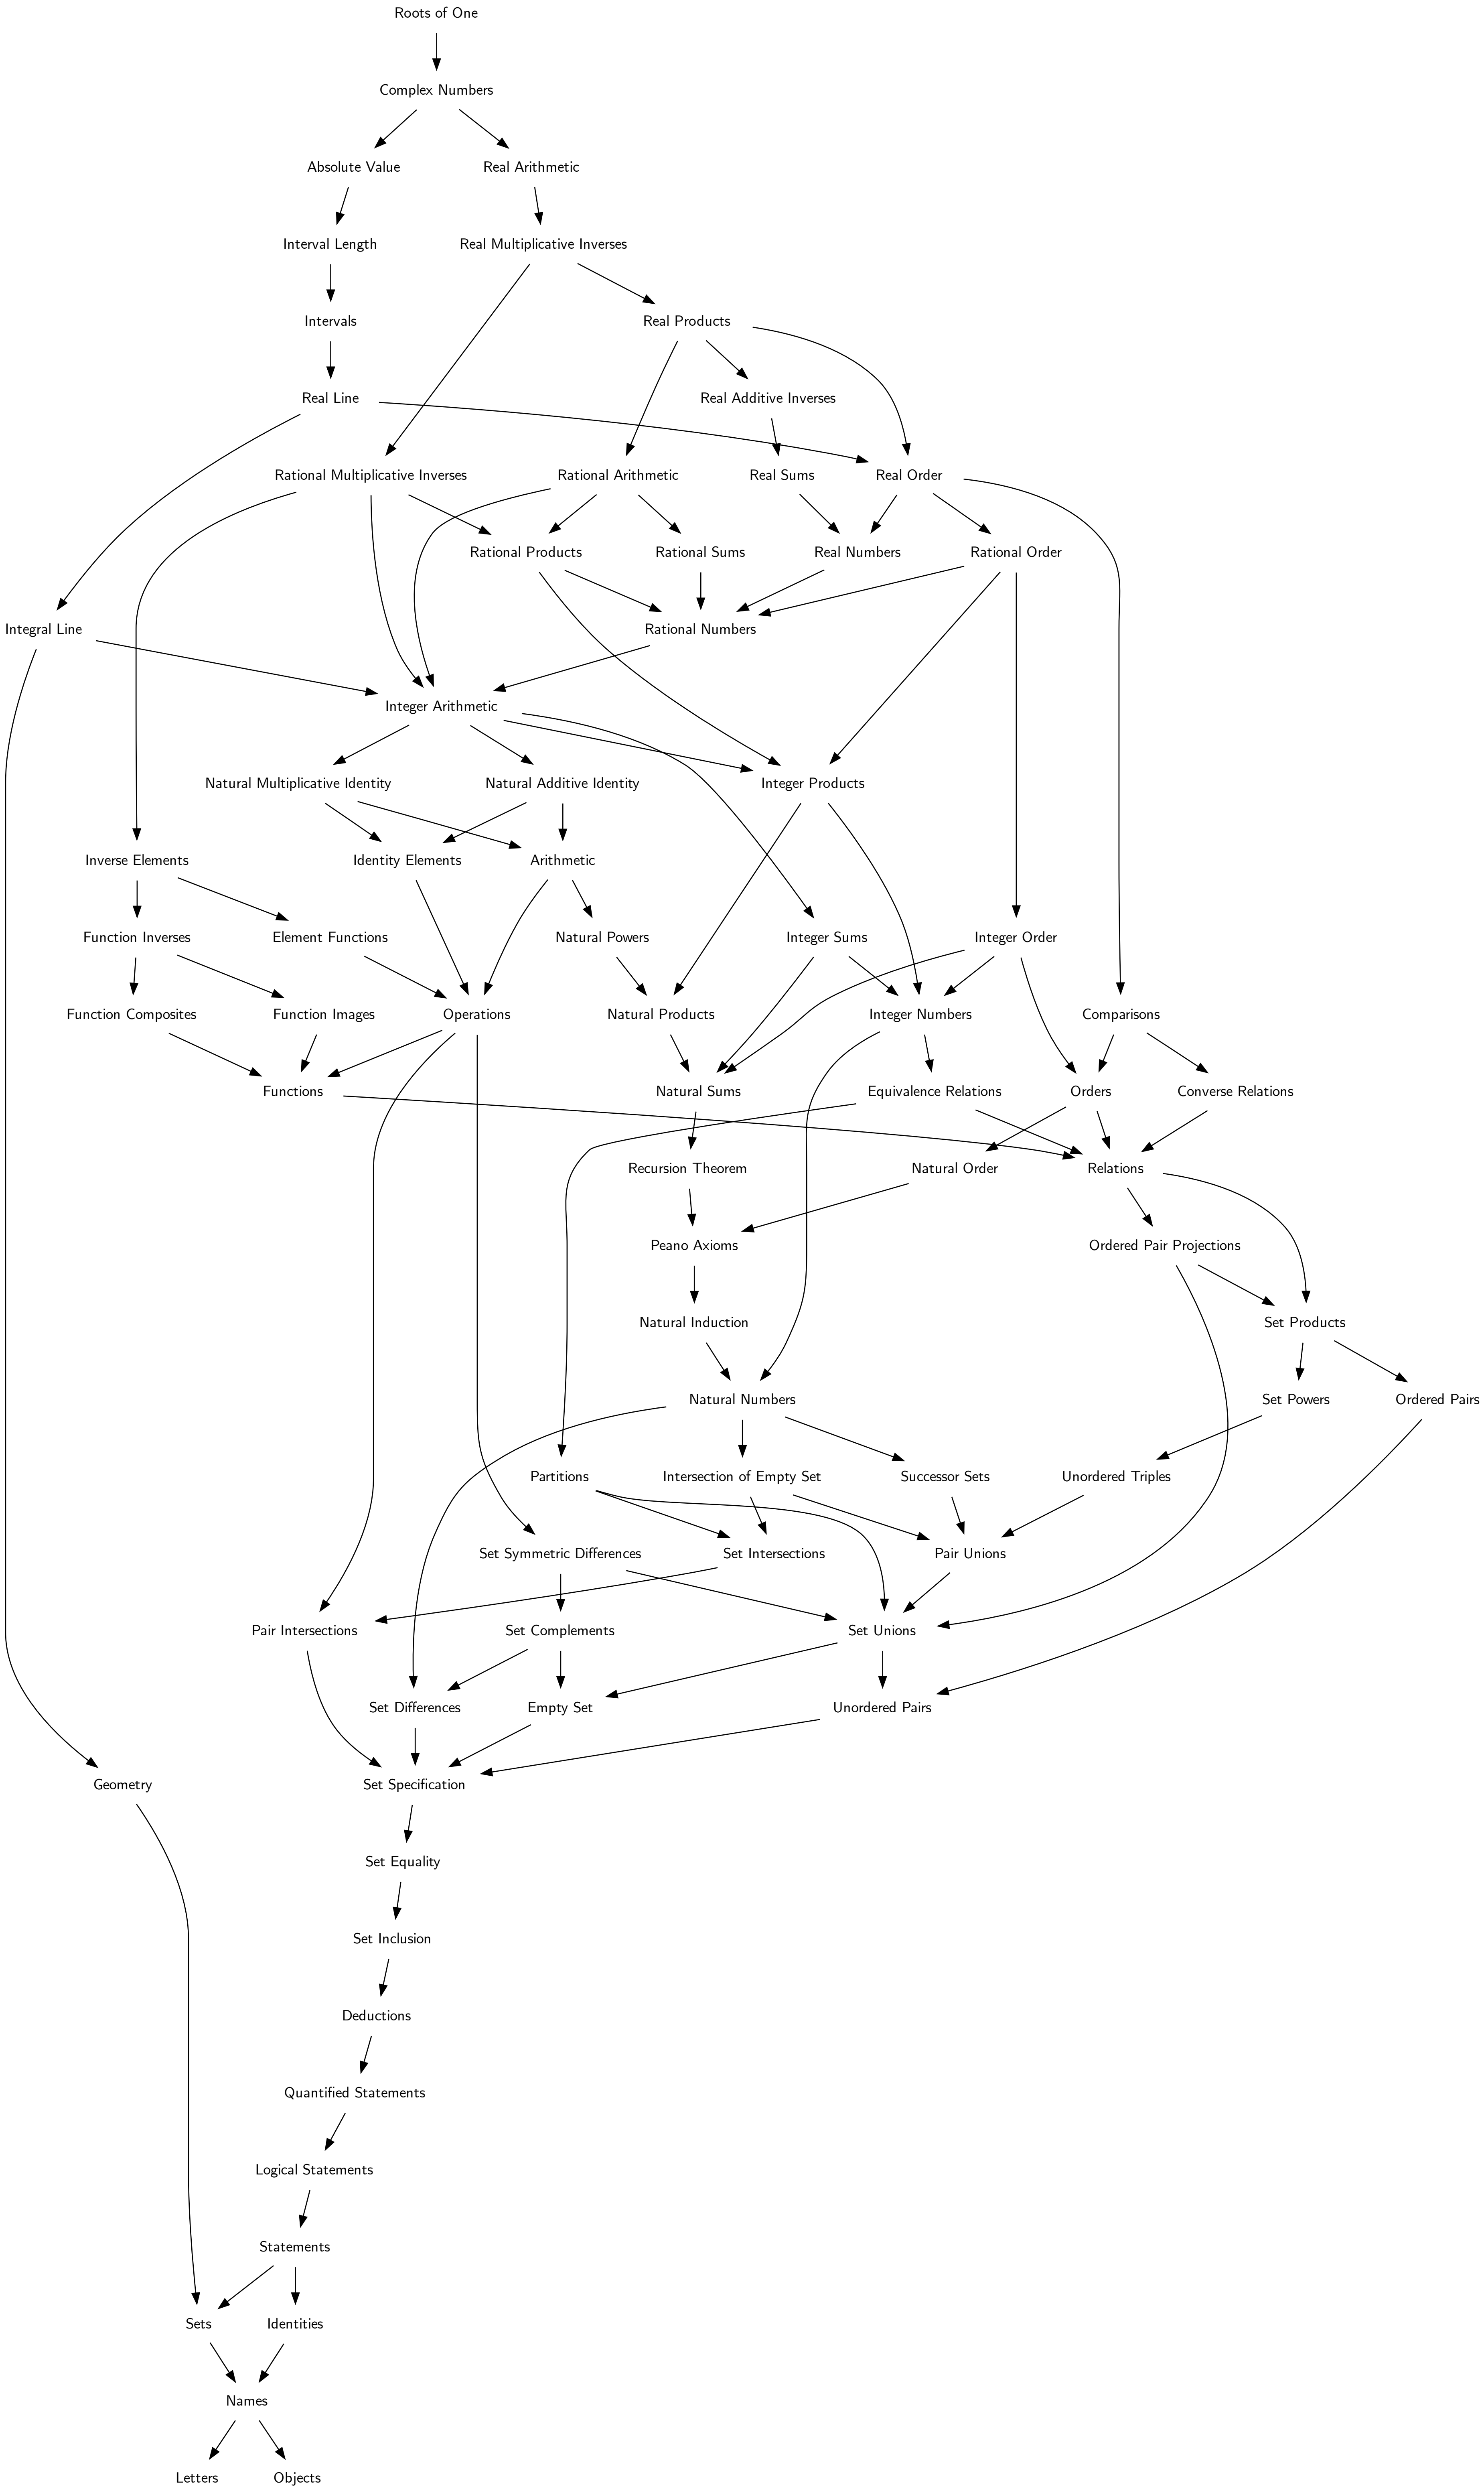 Roots of One
Complex Numbers
Absolute Value
Real Arithmetic
Interval Length
Real Multiplicative Inverses
Intervals
Real Products
Real Line
Real Additive Inverses
Rational Multiplicative Inverses
Rational Arithmetic
Real Sums
Real Order
Rational Products
Rational Sums
Real Numbers
Rational Order
Integral Line
Rational Numbers
Integer Arithmetic
Natural Multiplicative Identity
Natural Additive Identity
Integer Products
Inverse Elements
Identity Elements
Arithmetic
Function Inverses
Element Functions
Natural Powers
Integer Sums
Integer Order
Function Composites
Function Images
Operations
Natural Products
Integer Numbers
Comparisons
Functions
Natural Sums
Equivalence Relations
Orders
Converse Relations
Recursion Theorem
Natural Order
Relations
Peano Axioms
Ordered Pair Projections
Natural Induction
Set Products
Natural Numbers
Set Powers
Ordered Pairs
Partitions
Intersection of Empty Set
Successor Sets
Unordered Triples
Set Symmetric Differences
Set Intersections
Pair Unions
Pair Intersections
Set Complements
Set Unions
Set Differences
Empty Set
Unordered Pairs
Geometry
Set Specification
Set Equality
Set Inclusion
Deductions
Quantified Statements
Logical Statements
Statements
Sets
Identities
Names
Letters
Objects